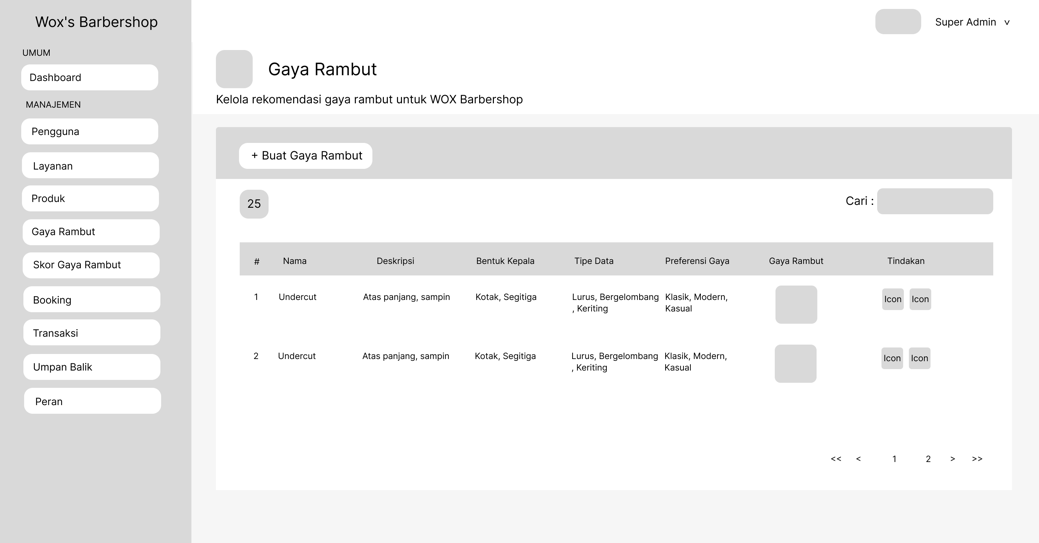 Wox's Barbershop
Super Admin v
UMUM
Dashboard
MANAJEMEN
Pengguna
Layanan
Produk
Gaya Rambut
Skor Gaya Rambut
Booking
Transaksi
Umpan Balik
Peran
Gaya Rambut
Kelola rekomendasi gaya rambut untuk WOX Barbershop
+ Buat Gaya Rambut
25
Cari :
# Nama Deskripsi Bentuk Kepala Tipe Data Preferensi Gaya Gaya Rambut Tindakan
1 Undercut Atas panjang, sampin Kotak, Segitiga Lurus, Bergelombang Klasik, Modern, Icon Icon
, Keriting Kasual
2 Undercut Atas panjang, sampin Kotak, Segitiga Lurus, Bergelombang Klasik, Modern, Icon Icon
, Keriting Kasual
<< < 1 2 > >>